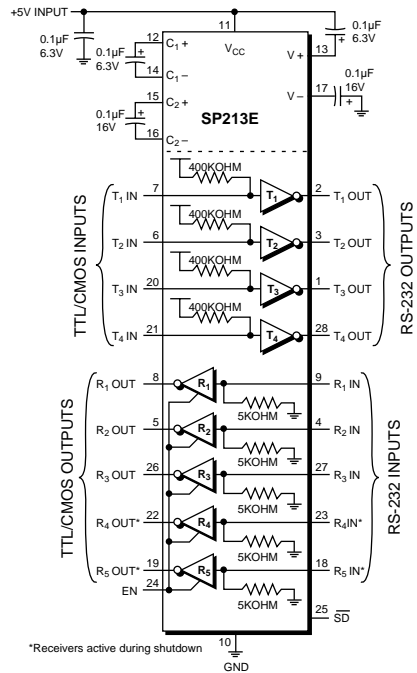 +5V INPUT
0.1µF
6.3V
12
C1+
11
VCC
V+
13
0.1µF
6.3V
0.1µF
6.3V
14
C1–
15
C2+
0.1µF
16V
16
C2–
V–
17
0.1µF
16V
SP213E
400KOHM
T1 IN
7
T1
2
T1 OUT
400KOHM
T2 IN
6
T2
3
T2 OUT
400KOHM
T3 IN
20
T3
1
T3 OUT
400KOHM
T4 IN
21
T4
28
T4 OUT
TTL/CMOS INPUTS
RS-232 OUTPUTS
R1 OUT
8
R1
9
R1 IN
5KOHM
R2 OUT
5
R2
4
R2 IN
5KOHM
R3 OUT
26
R3
27
R3 IN
5KOHM
R4 OUT*
22
R4
23
R4IN*
5KOHM
R5 OUT*
19
R5
18
R5 IN*
5KOHM
TTL/CMOS OUTPUTS
RS-232 INPUTS
EN
24
25
SD
10
GND
*Receivers active during shutdown